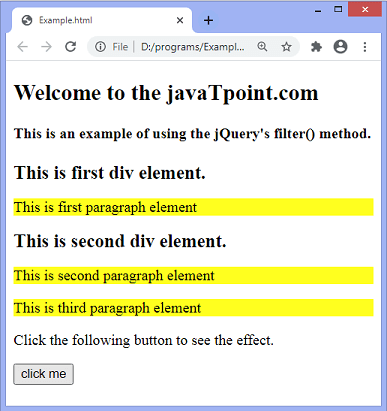 Example.html
File | D:/programs/Exampl...
Welcome to the javaTpoint.com
This is an example of using the jQuery's filter() method.
This is first div element.
This is first paragraph element
This is second div element.
This is second paragraph element
This is third paragraph element
Click the following button to see the effect.
click me